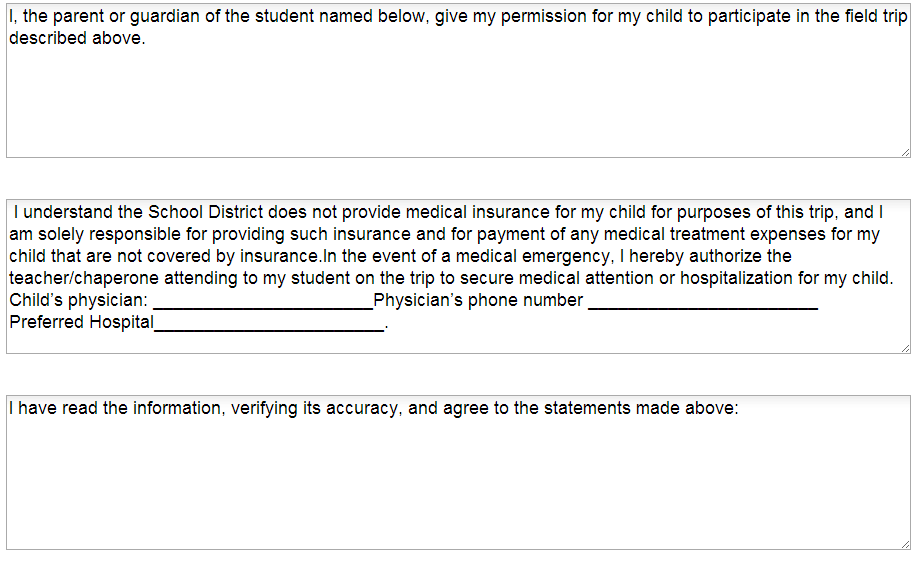 I, the parent or guardian of the student named below, give my permission for my child to participate in the field trip
described above.
I understand the School District does not provide medical insurance for my child for purposes of this trip, and I
am solely responsible for providing such insurance and for payment of any medical treatment expenses for my
child that are not covered by insurance.In the event of a medical emergency, I hereby authorize the
teacher/chaperone attending to my student on the trip to secure medical attention or hospitalization for my child.
Child's physician: ______________________Physician's phone number _______________________
Preferred Hospital_______________________.
I have read the information, verifying its accuracy, and agree to the statements made above: